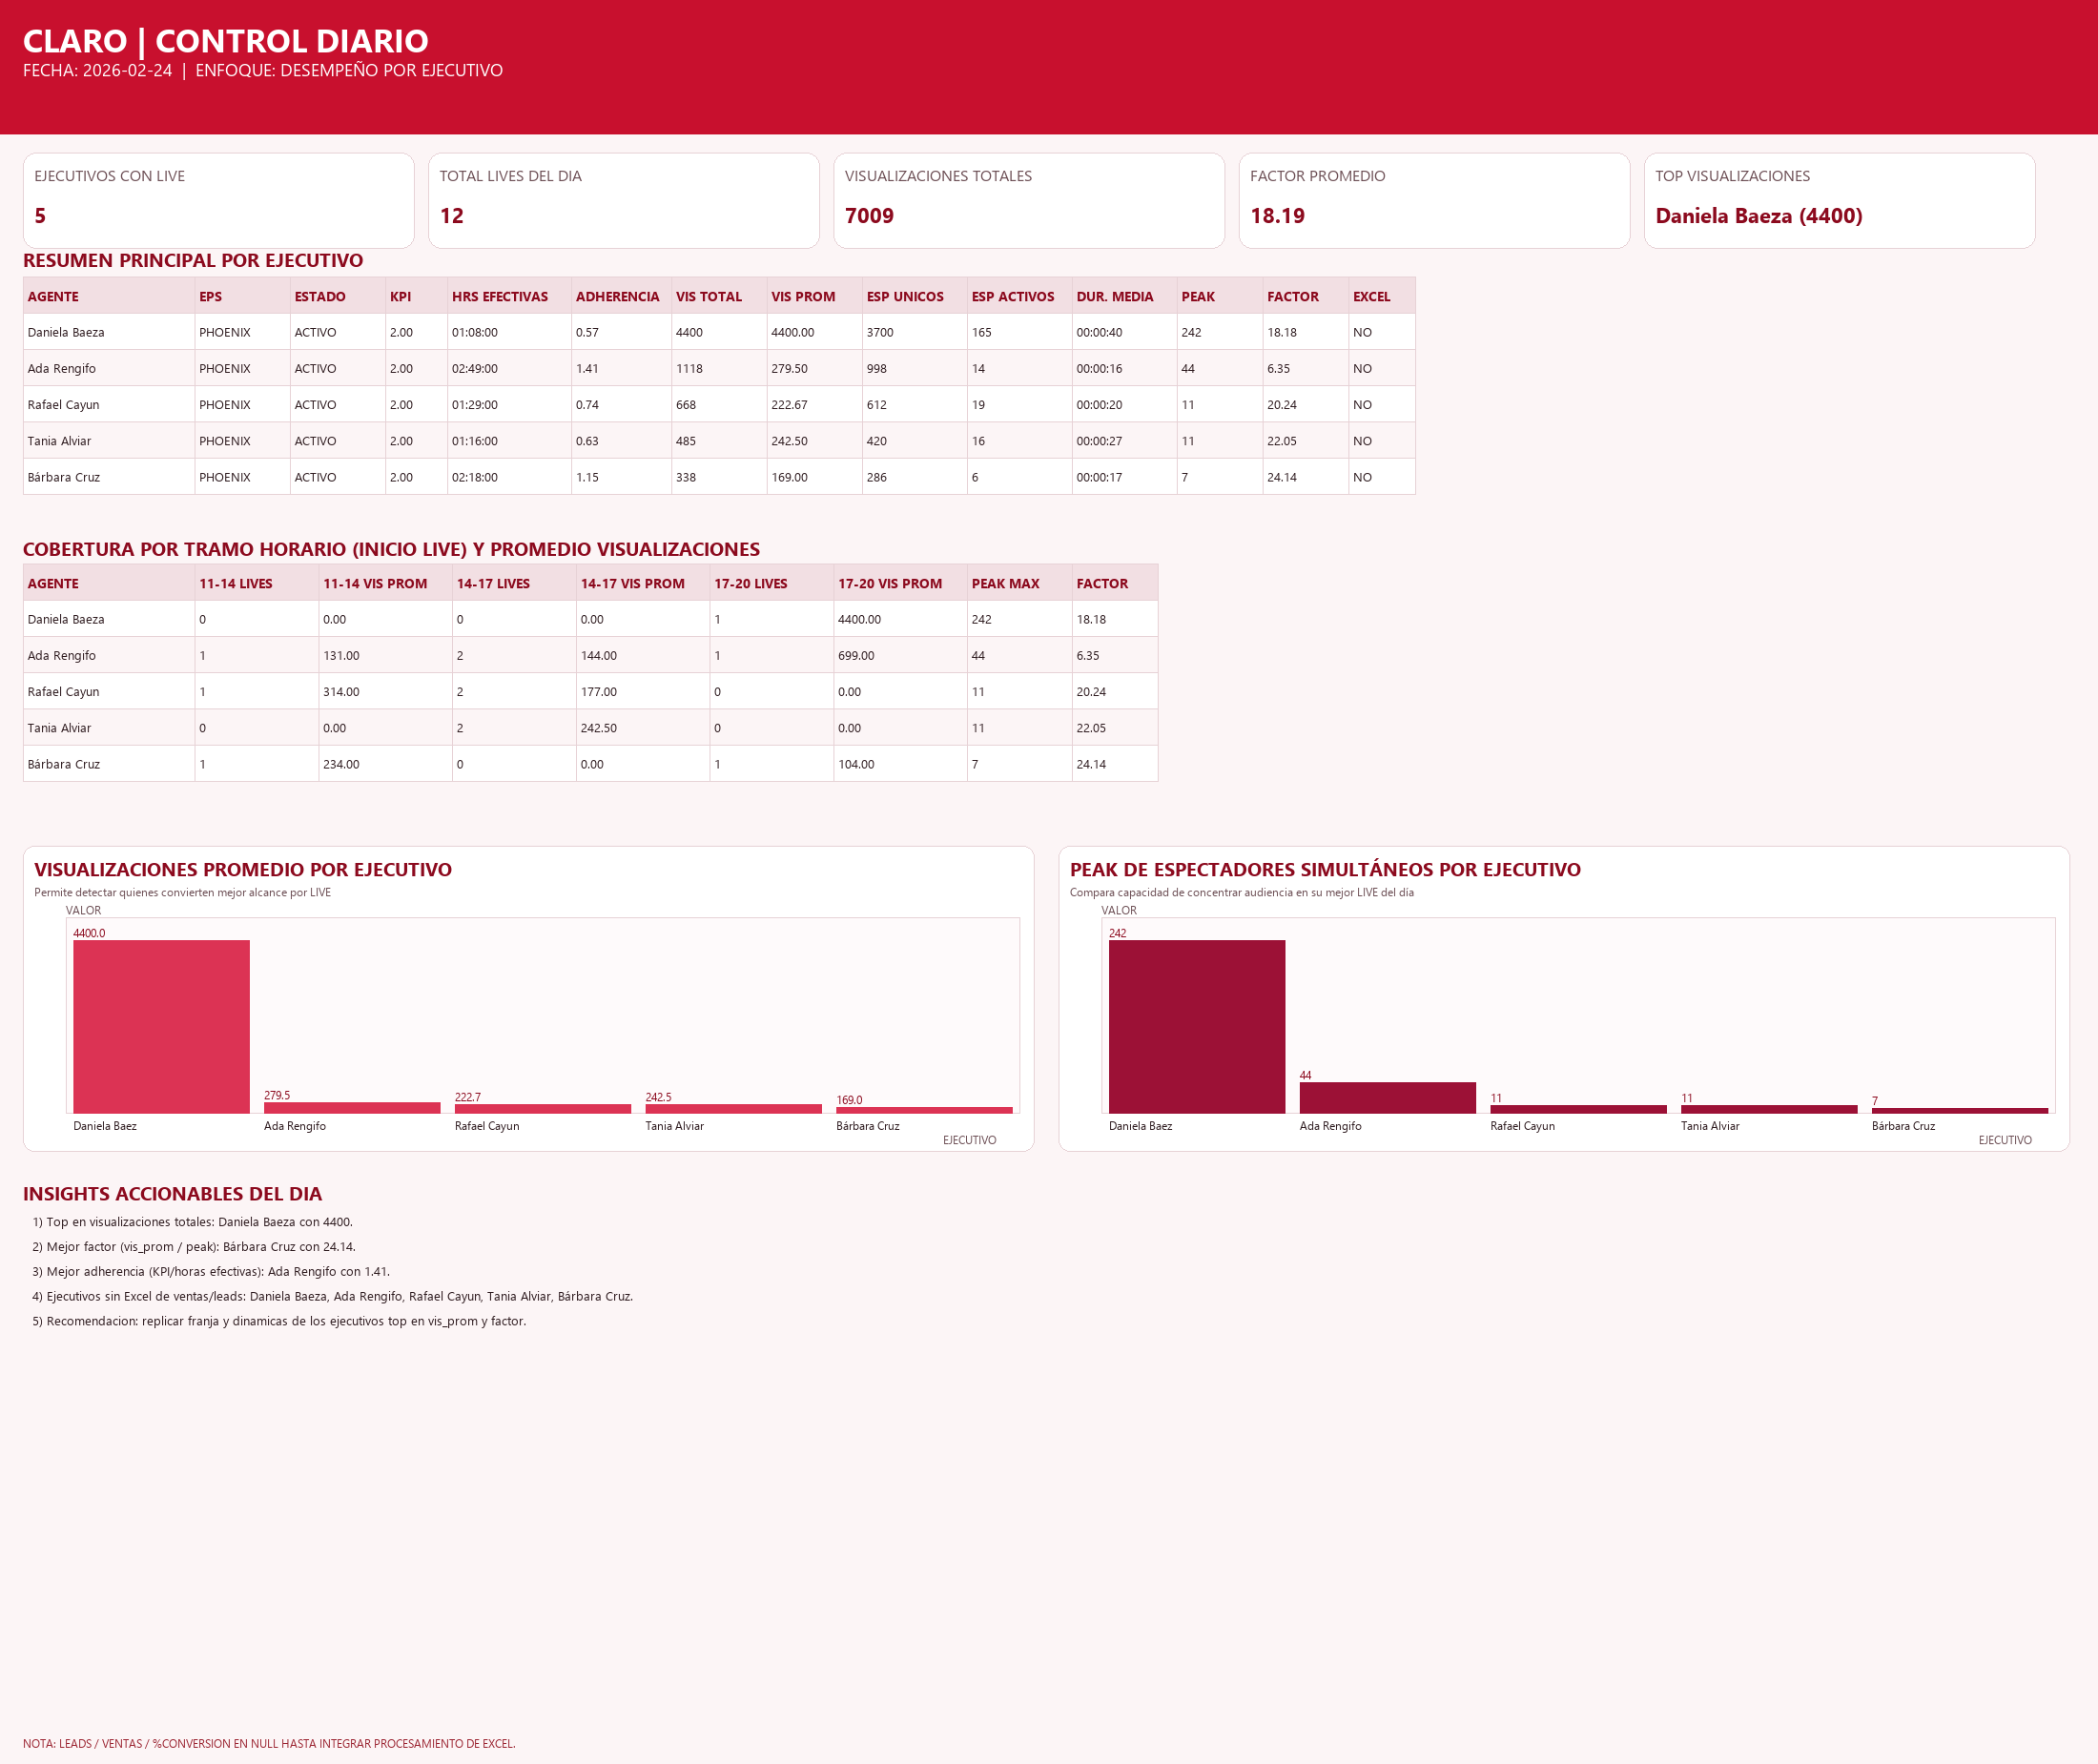 CLARO | CONTROL DIARIO
FECHA: 2026-02-24 | ENFOQUE: DESEMPEÑO POR EJECUTIVO
EJECUTIVOS CON LIVE
5
TOTAL LIVES DEL DIA
12
VISUALIZACIONES TOTALES
7009
FACTOR PROMEDIO
18.19
TOP VISUALIZACIONES
Daniela Baeza (4400)
RESUMEN PRINCIPAL POR EJECUTIVO
AGENTE EPS ESTADO KPI HRS EFECTIVAS ADHERENCIA VIS TOTAL VIS PROM ESP UNICOS ESP ACTIVOS DUR. MEDIA PEAK FACTOR EXCEL
Daniela Baeza PHOENIX ACTIVO 2.00 01:08:00 0.57 4400 4400.00 3700 165 00:00:40 242 18.18 NO
Ada Rengifo PHOENIX ACTIVO 2.00 02:49:00 1.41 1118 279.50 998 14 00:00:16 44 6.35 NO
Rafael Cayun PHOENIX ACTIVO 2.00 01:29:00 0.74 668 222.67 612 19 00:00:20 11 20.24 NO
Tania Alviar PHOENIX ACTIVO 2.00 01:16:00 0.63 485 242.50 420 16 00:00:27 11 22.05 NO
Bárbara Cruz PHOENIX ACTIVO 2.00 02:18:00 1.15 338 169.00 286 6 00:00:17 7 24.14 NO
COBERTURA POR TRAMO HORARIO (INICIO LIVE) Y PROMEDIO VISUALIZACIONES
AGENTE 11-14 LIVES 11-14 VIS PROM 14-17 LIVES 14-17 VIS PROM 17-20 LIVES 17-20 VIS PROM PEAK MAX FACTOR
Daniela Baeza 0 0.00 0 0.00 1 4400.00 242 18.18
Ada Rengifo 1 131.00 2 144.00 1 699.00 44 6.35
Rafael Cayun 1 314.00 2 177.00 0 0.00 11 20.24
Tania Alviar 0 0.00 2 242.50 0 0.00 11 22.05
Bárbara Cruz 1 234.00 0 0.00 1 104.00 7 24.14
VISUALIZACIONES PROMEDIO POR EJECUTIVO
Permite detectar quienes convierten mejor alcance por LIVE
VALOR
4400.0
279.5
222.7
242.5
169.0
Daniela Baez Ada Rengifo Rafael Cayun Tania Alviar Bárbara Cruz
EJECUTIVO
PEAK DE ESPECTADORES SIMULTÁNEOS POR EJECUTIVO
Compara capacidad de concentrar audiencia en su mejor LIVE del día
VALOR
242
44
11
11
7
Daniela Baez Ada Rengifo Rafael Cayun Tania Alviar Bárbara Cruz
EJECUTIVO
INSIGHTS ACCIONABLES DEL DIA
1) Top en visualizaciones totales: Daniela Baeza con 4400.
2) Mejor factor (vis_prom / peak): Bárbara Cruz con 24.14.
3) Mejor adherencia (KPI/horas efectivas): Ada Rengifo con 1.41.
4) Ejecutivos sin Excel de ventas/leads: Daniela Baeza, Ada Rengifo, Rafael Cayun, Tania Alviar, Bárbara Cruz.
5) Recomendacion: replicar franja y dinamicas de los ejecutivos top en vis_prom y factor.
NOTA: LEADS / VENTAS / %CONVERSION EN NULL HASTA INTEGRAR PROCESAMIENTO DE EXCEL.